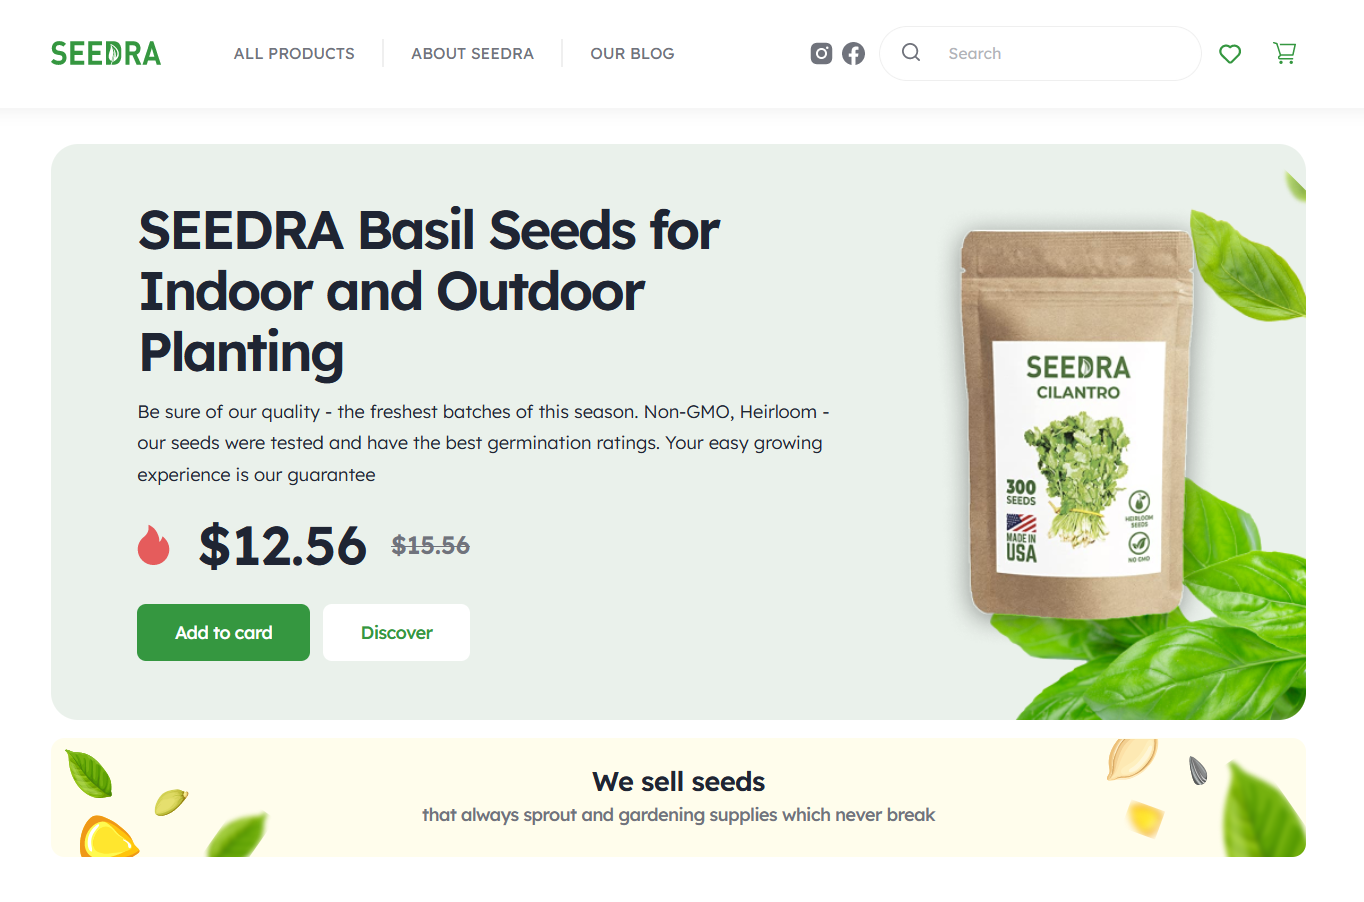 SEEDRA
ALL PRODUCTS
ABOUT SEEDRA
OUR BLOG
Search
SEEDRA Basil Seeds for
Indoor and Outdoor
Planting
Be sure of our quality - the freshest batches of this season. Non-GMO, Heirloom -
our seeds were tested and have the best germination ratings. Your easy growing
experience is our guarantee
$12.56 $15.56
Add to card
Discover
SEEDRA
CILANTRO
300
SEEDS
MADE IN
USA
HEIRLOOM
SEEDS
NO GMO
We sell seeds
that always sprout and gardening supplies which never break